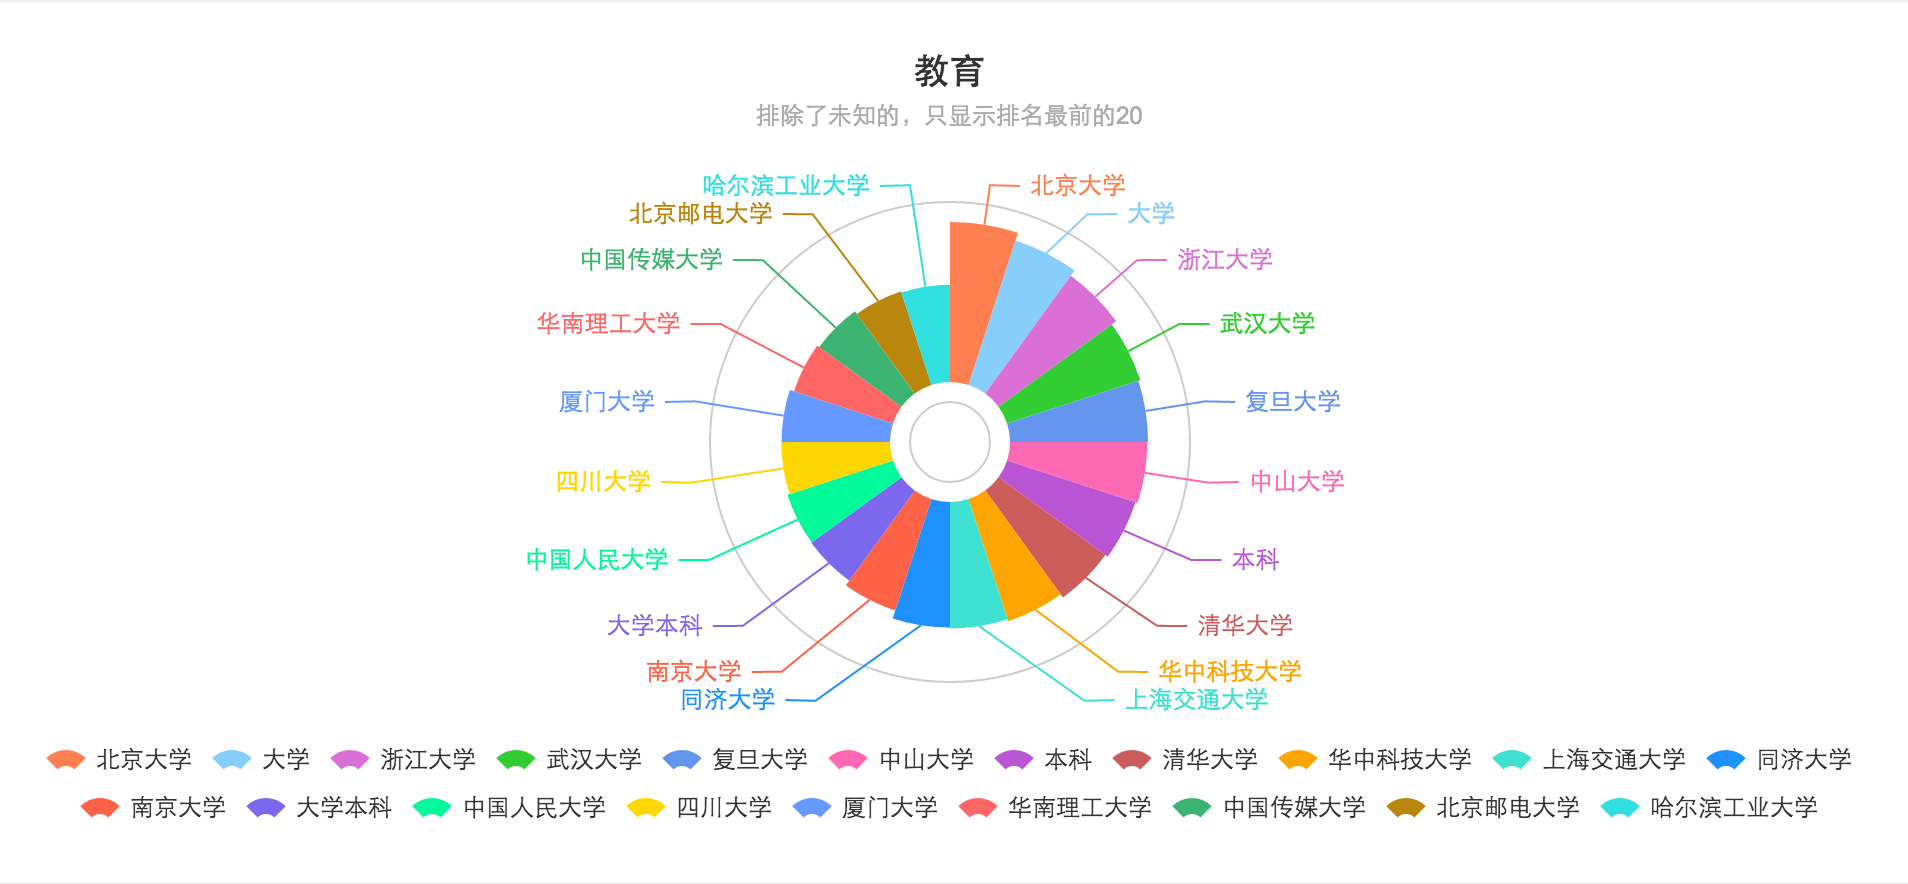 教育
排除了未知的，只显示排名最前的20
哈尔滨工业大学
北京大学
北京邮电大学
大学
中国传媒大学
浙江大学
华南理工大学
武汉大学
厦门大学
复旦大学
四川大学
中山大学
中国人民大学
本科
大学本科
清华大学
南京大学
华中科技大学
同济大学
上海交通大学
北京大学 大学 浙江大学 武汉大学 复旦大学 中山大学 本科 清华大学 华中科技大学 上海交通大学 同济大学
南京大学 大学本科 中国人民大学 四川大学 厦门大学 华南理工大学 中国传媒大学 北京邮电大学 哈尔滨工业大学